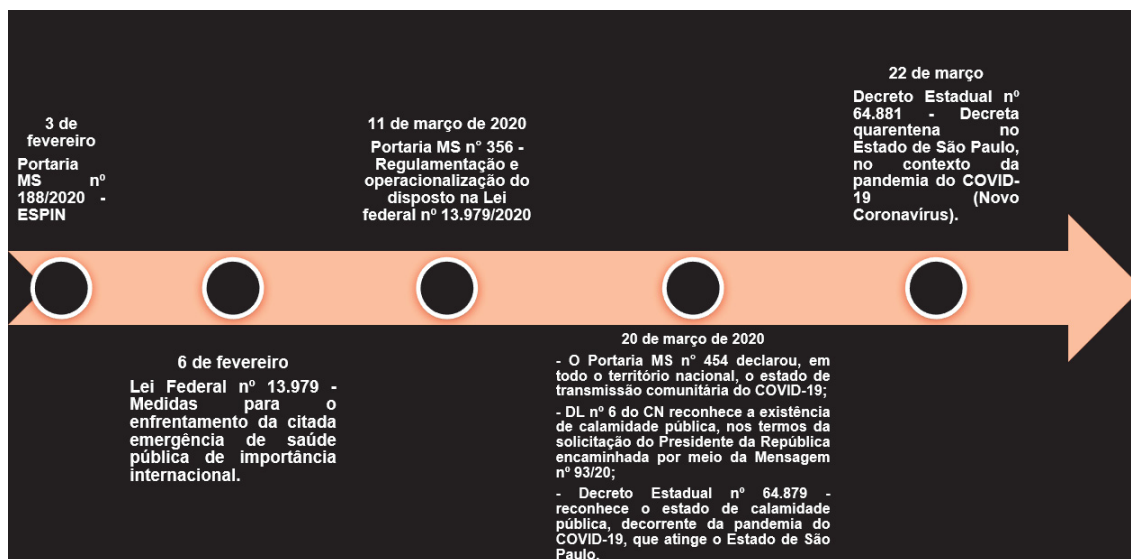 3 de
fevereiro
Portaria
MS nº
188/2020 -
ESPIN
6 de fevereiro
Lei Federal nº 13.979 -
Medidas para o
enfrentamento da citada
emergência de saúde
pública de importância
internacional.
11 de março de 2020
Portaria MS n° 356 -
Regulamentação e
operacionalização do
disposto na Lei
federal nº 13.979/2020
20 de março de 2020
- O Portaria MS n° 454 declarou, em
todo o território nacional, o estado de
transmissão comunitária do COVID-19;
- DL nº 6 do CN reconhece a existência
de calamidade pública, nos termos da
solicitação do Presidente da República
encaminhada por meio da Mensagem
nº 93/20;
- Decreto Estadual nº 64.879 -
reconhece o estado de calamidade
pública, decorrente da pandemia do
COVID-19, que atinge o Estado de São
Paulo.
22 de março
Decreto Estadual nº
64.881 - Decreta
quarentena no
Estado de São Paulo,
no contexto da
pandemia do COVID-
19 (Novo
Coronavírus).